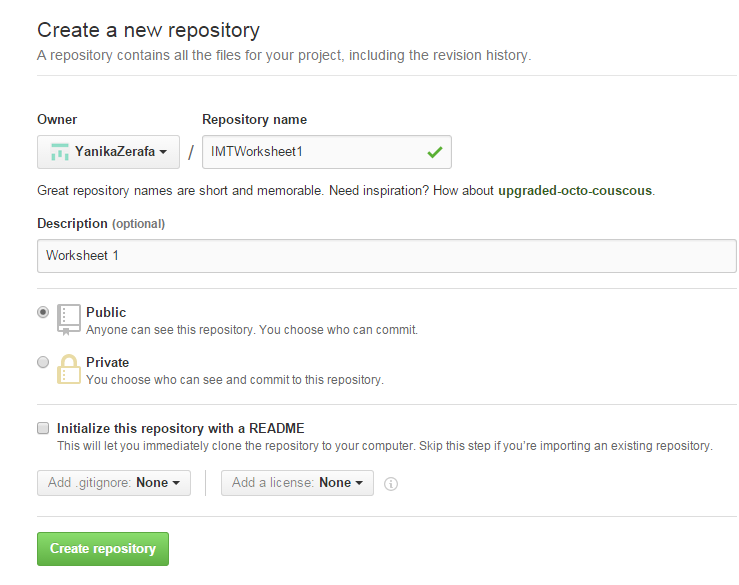 Create a new repository
A repository contains all the files for your project, including the revision history.
Owner Repository name
YanikaZerafa / IMTWorksheet1
Great repository names are short and memorable. Need inspiration? How about upgraded-octo-couscous.
Description (optional)
Worksheet 1
Public
Anyone can see this repository. You choose who can commit.
Private
You choose who can see and commit to this repository.
Initialize this repository with a README
This will let you immediately clone the repository to your computer. Skip this step if you're importing an existing repository.
Add .gitignore: None Add a license: None
Create repository